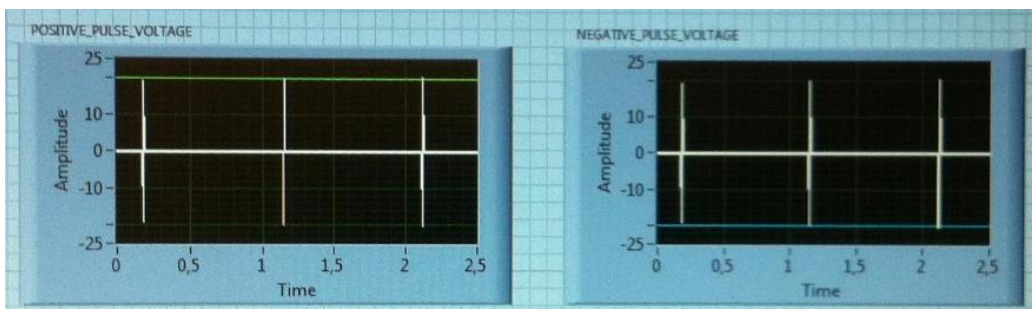 POSITIVE_PULSE_VOLTAGE
25
10
0
-10
-25
Amplitude
0 0,5 1 1,5 2 2,5
Time
NEGATIVE_PULSE_VOLTAGE
25
10
0
-10
-25
Amplitude
0 0,5 1 1,5 2 2,5
Time